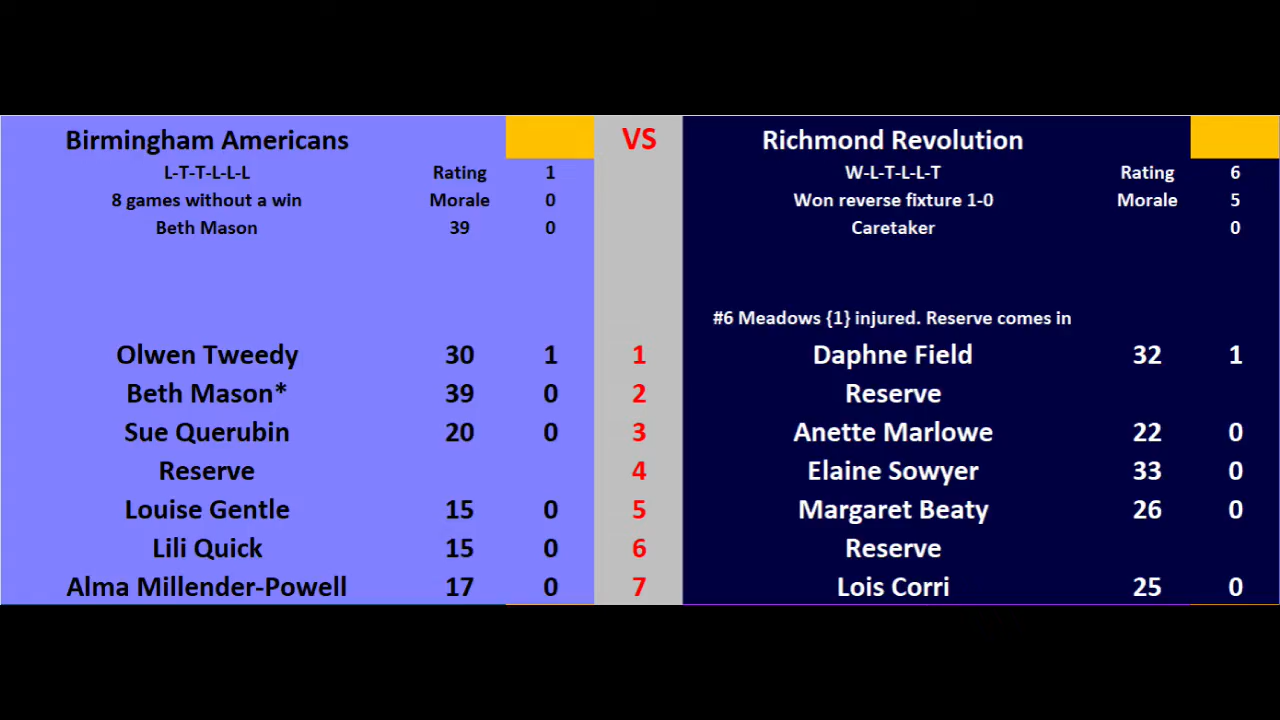 Birmingham Americans VS Richmond Revolution
L-T-T-L-L-L Rating 1 W-L-T-L-L-T Rating 6
8 games without a win Morale 0 Won reverse fixture 1-0 Morale 5
Beth Mason 39 0 Caretaker 0
#6 Meadows {1} injured. Reserve comes in
Olwen Tweedy 30 1 1 Daphne Field 32 1
Beth Mason* 39 0 2 Reserve
Sue Querubin 20 0 3 Anette Marlowe 22 0
Reserve 4 Elaine Sowyer 33 0
Louise Gentle 15 0 5 Margaret Beaty 26 0
Lili Quick 15 0 6 Reserve
Alma Millender-Powell 17 0 7 Lois Corri 25 0